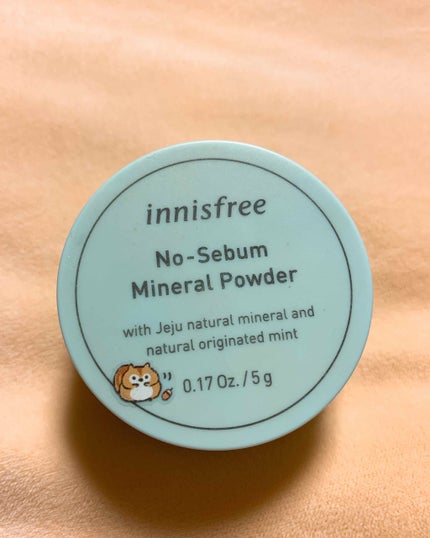 innisfree
No-Sebum
Mineral Powder
with Jeju natural mineral and
natural originated mint
0.17 Oz. / 5 g